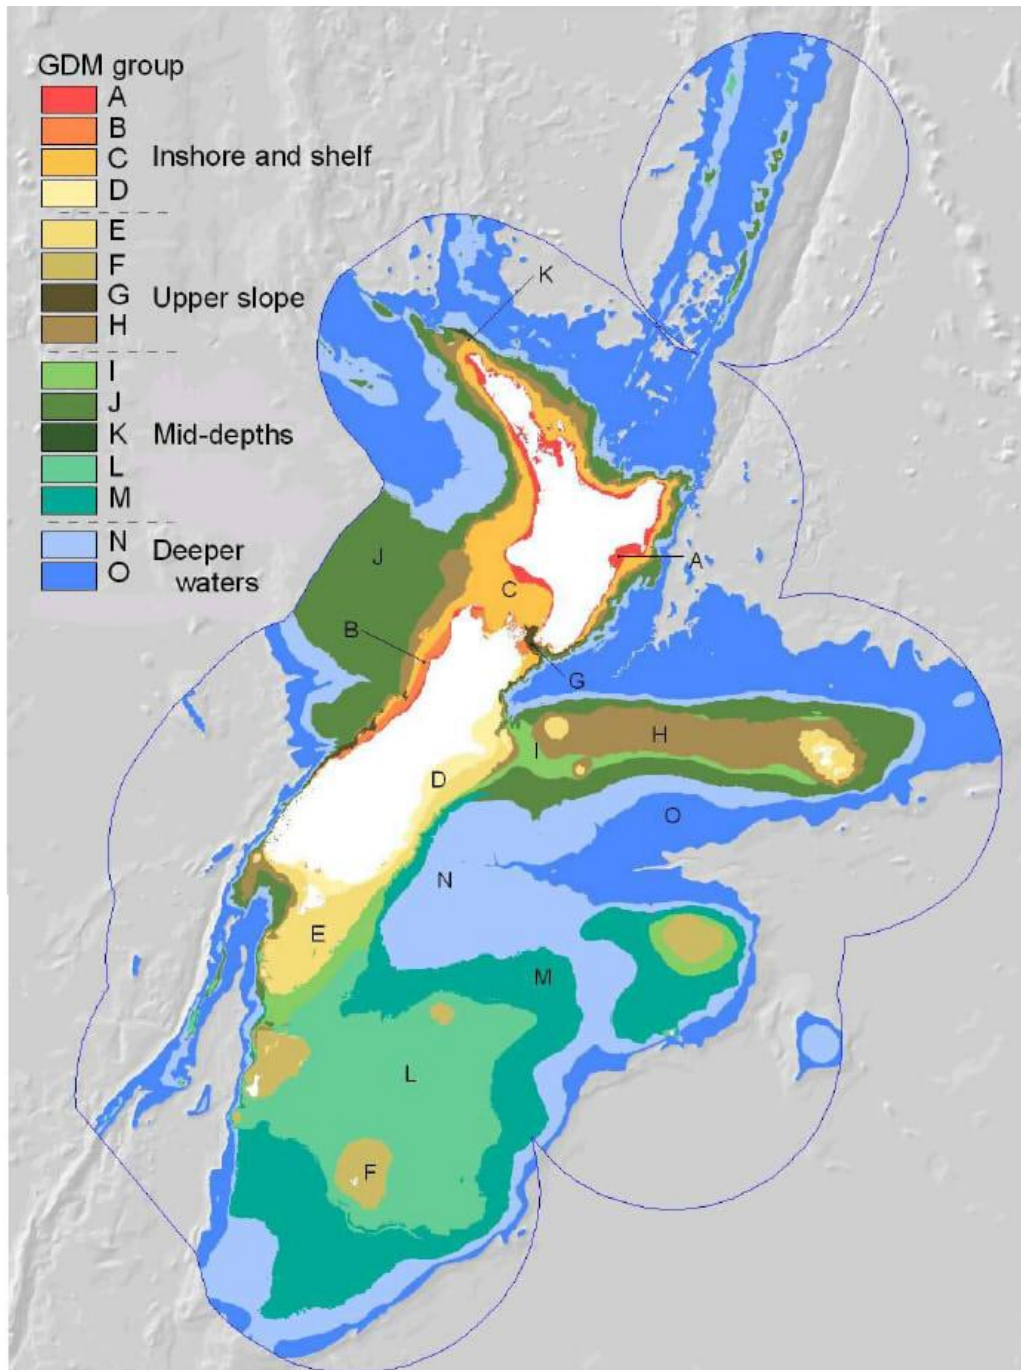 GDM group
A
B
C
D
Inshore and shelf
E
F
G
H
Upper slope
I
J
K
L
M
Mid-depths
N
O
Deeper
waters
K
J
A
C
B
G
H
I
D
O
N
E
M
L
F